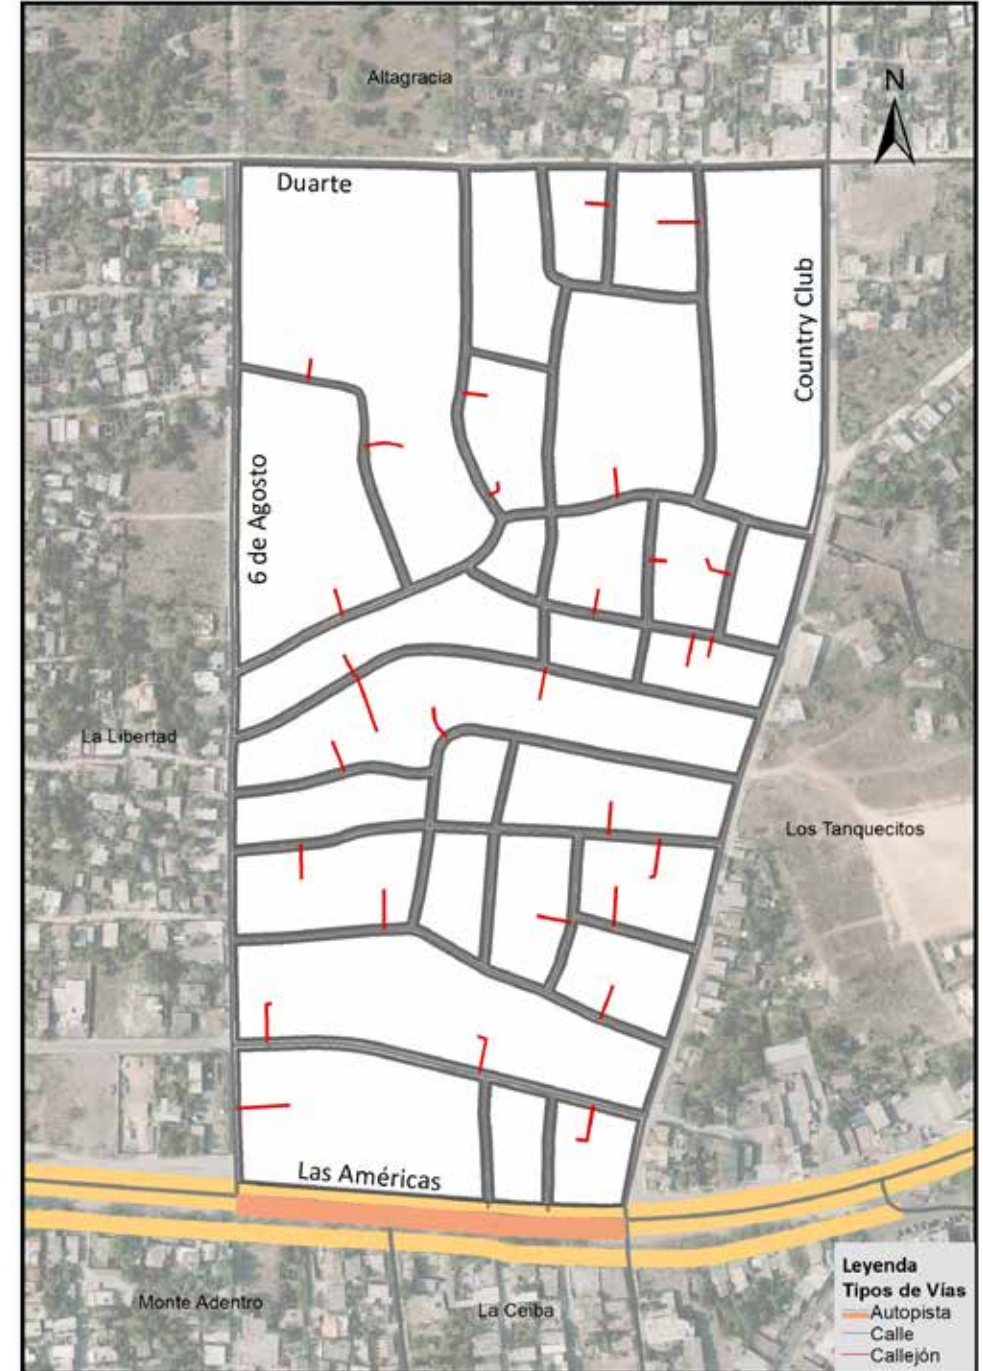 Altagracia
N
Duarte
Country Club
6 de Agosto
La Libertad
Los Tanquecitos
Las Américas
Monte Adentro
La Ceiba
Leyenda
Tipos de Vías
Autopista
Calle
Callejón